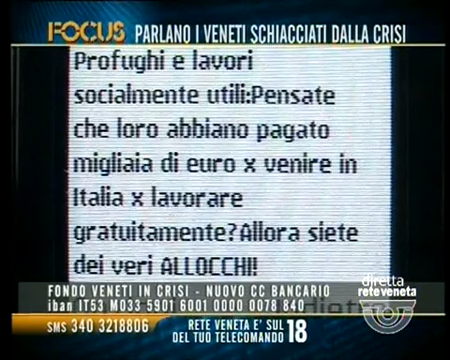 FOCUS PARLANO I VENETI SCHIACCIATI DALLA CRISI
Profughi e lavori
socialmente utili:Pensate
che loro abbiano pagato
migliaia di euro x venire in
Italia x lavorare
gratuitamente?Allora siete
dei veri ALLOCCHI!
diretta
reteveneta
FONDO VENETI IN CRISI - NUOVO CC BANCARIO
iban IT53 M033 5901 6001 0000 0078 840
SMS 340 3218806
RETE VENETA E' SUL
DEL TUO TELECOMANDO 18